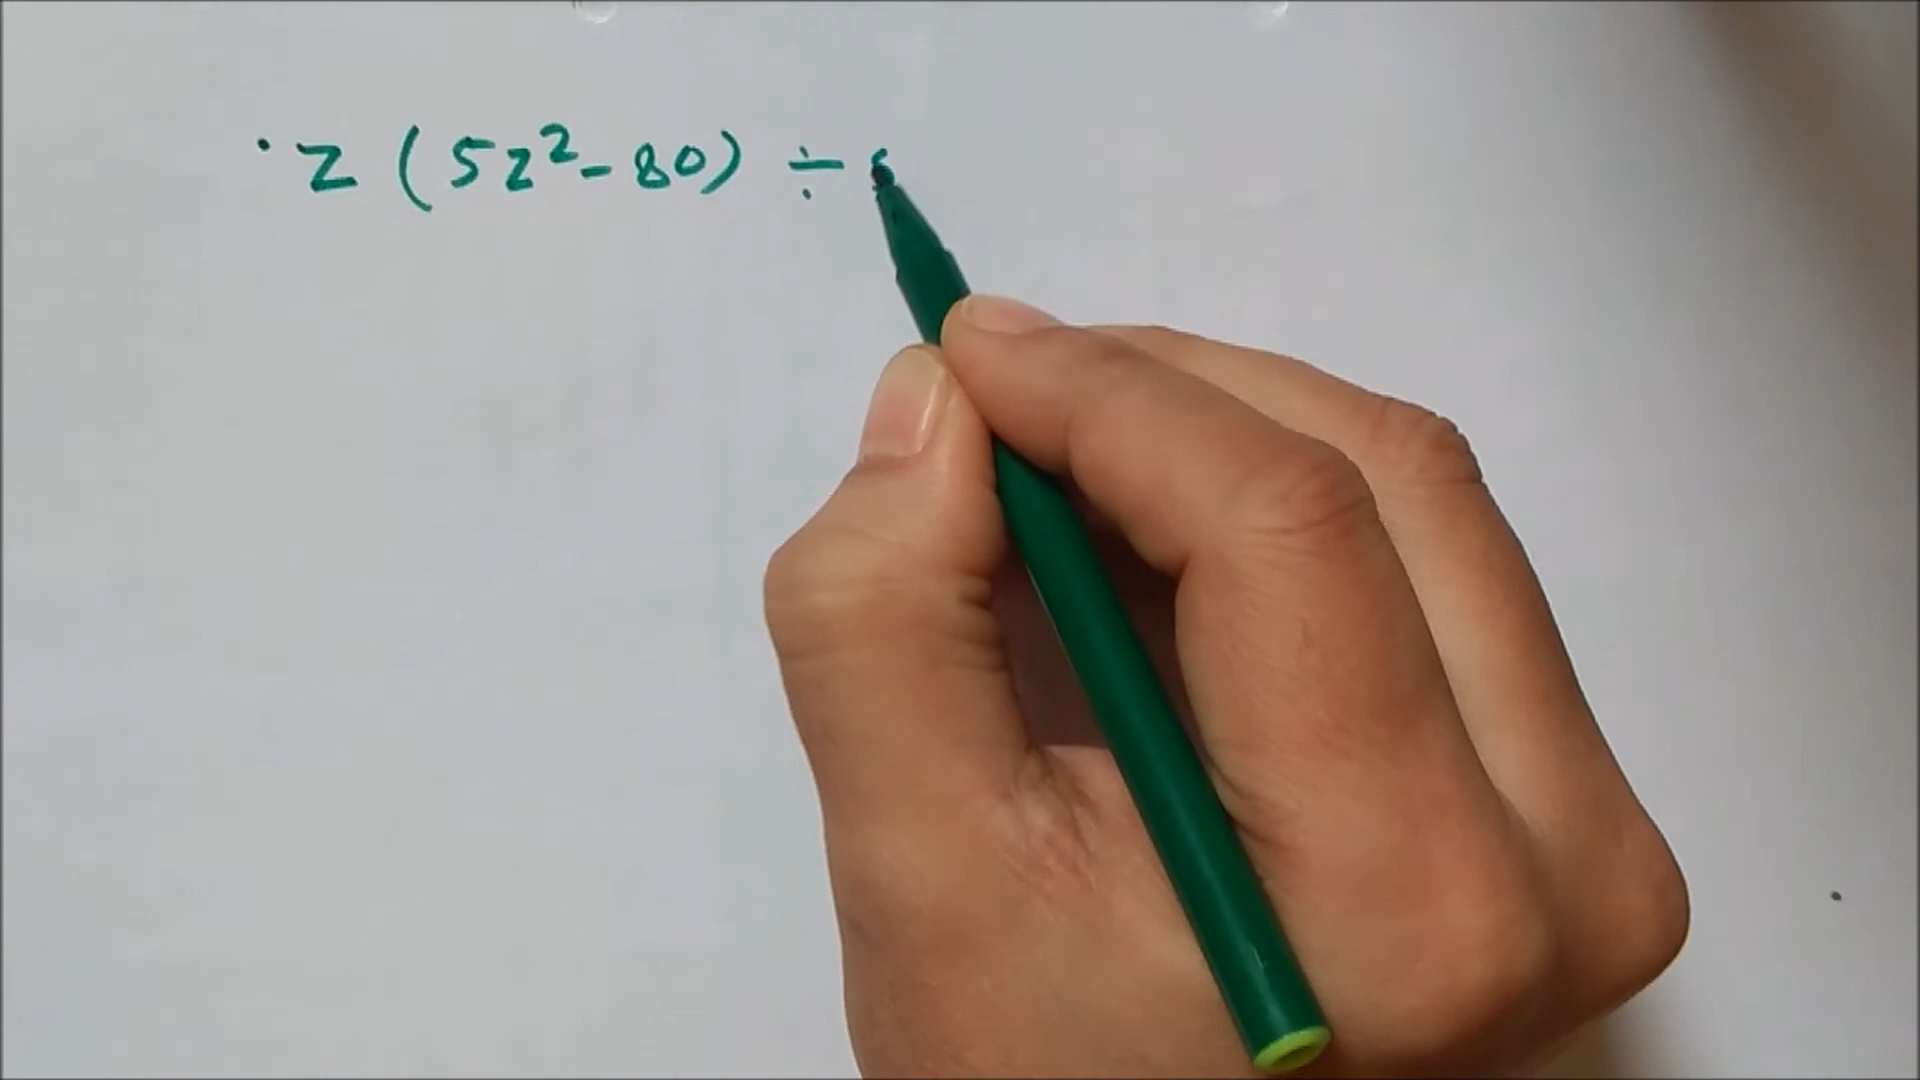 · z (5z² - 80) ÷